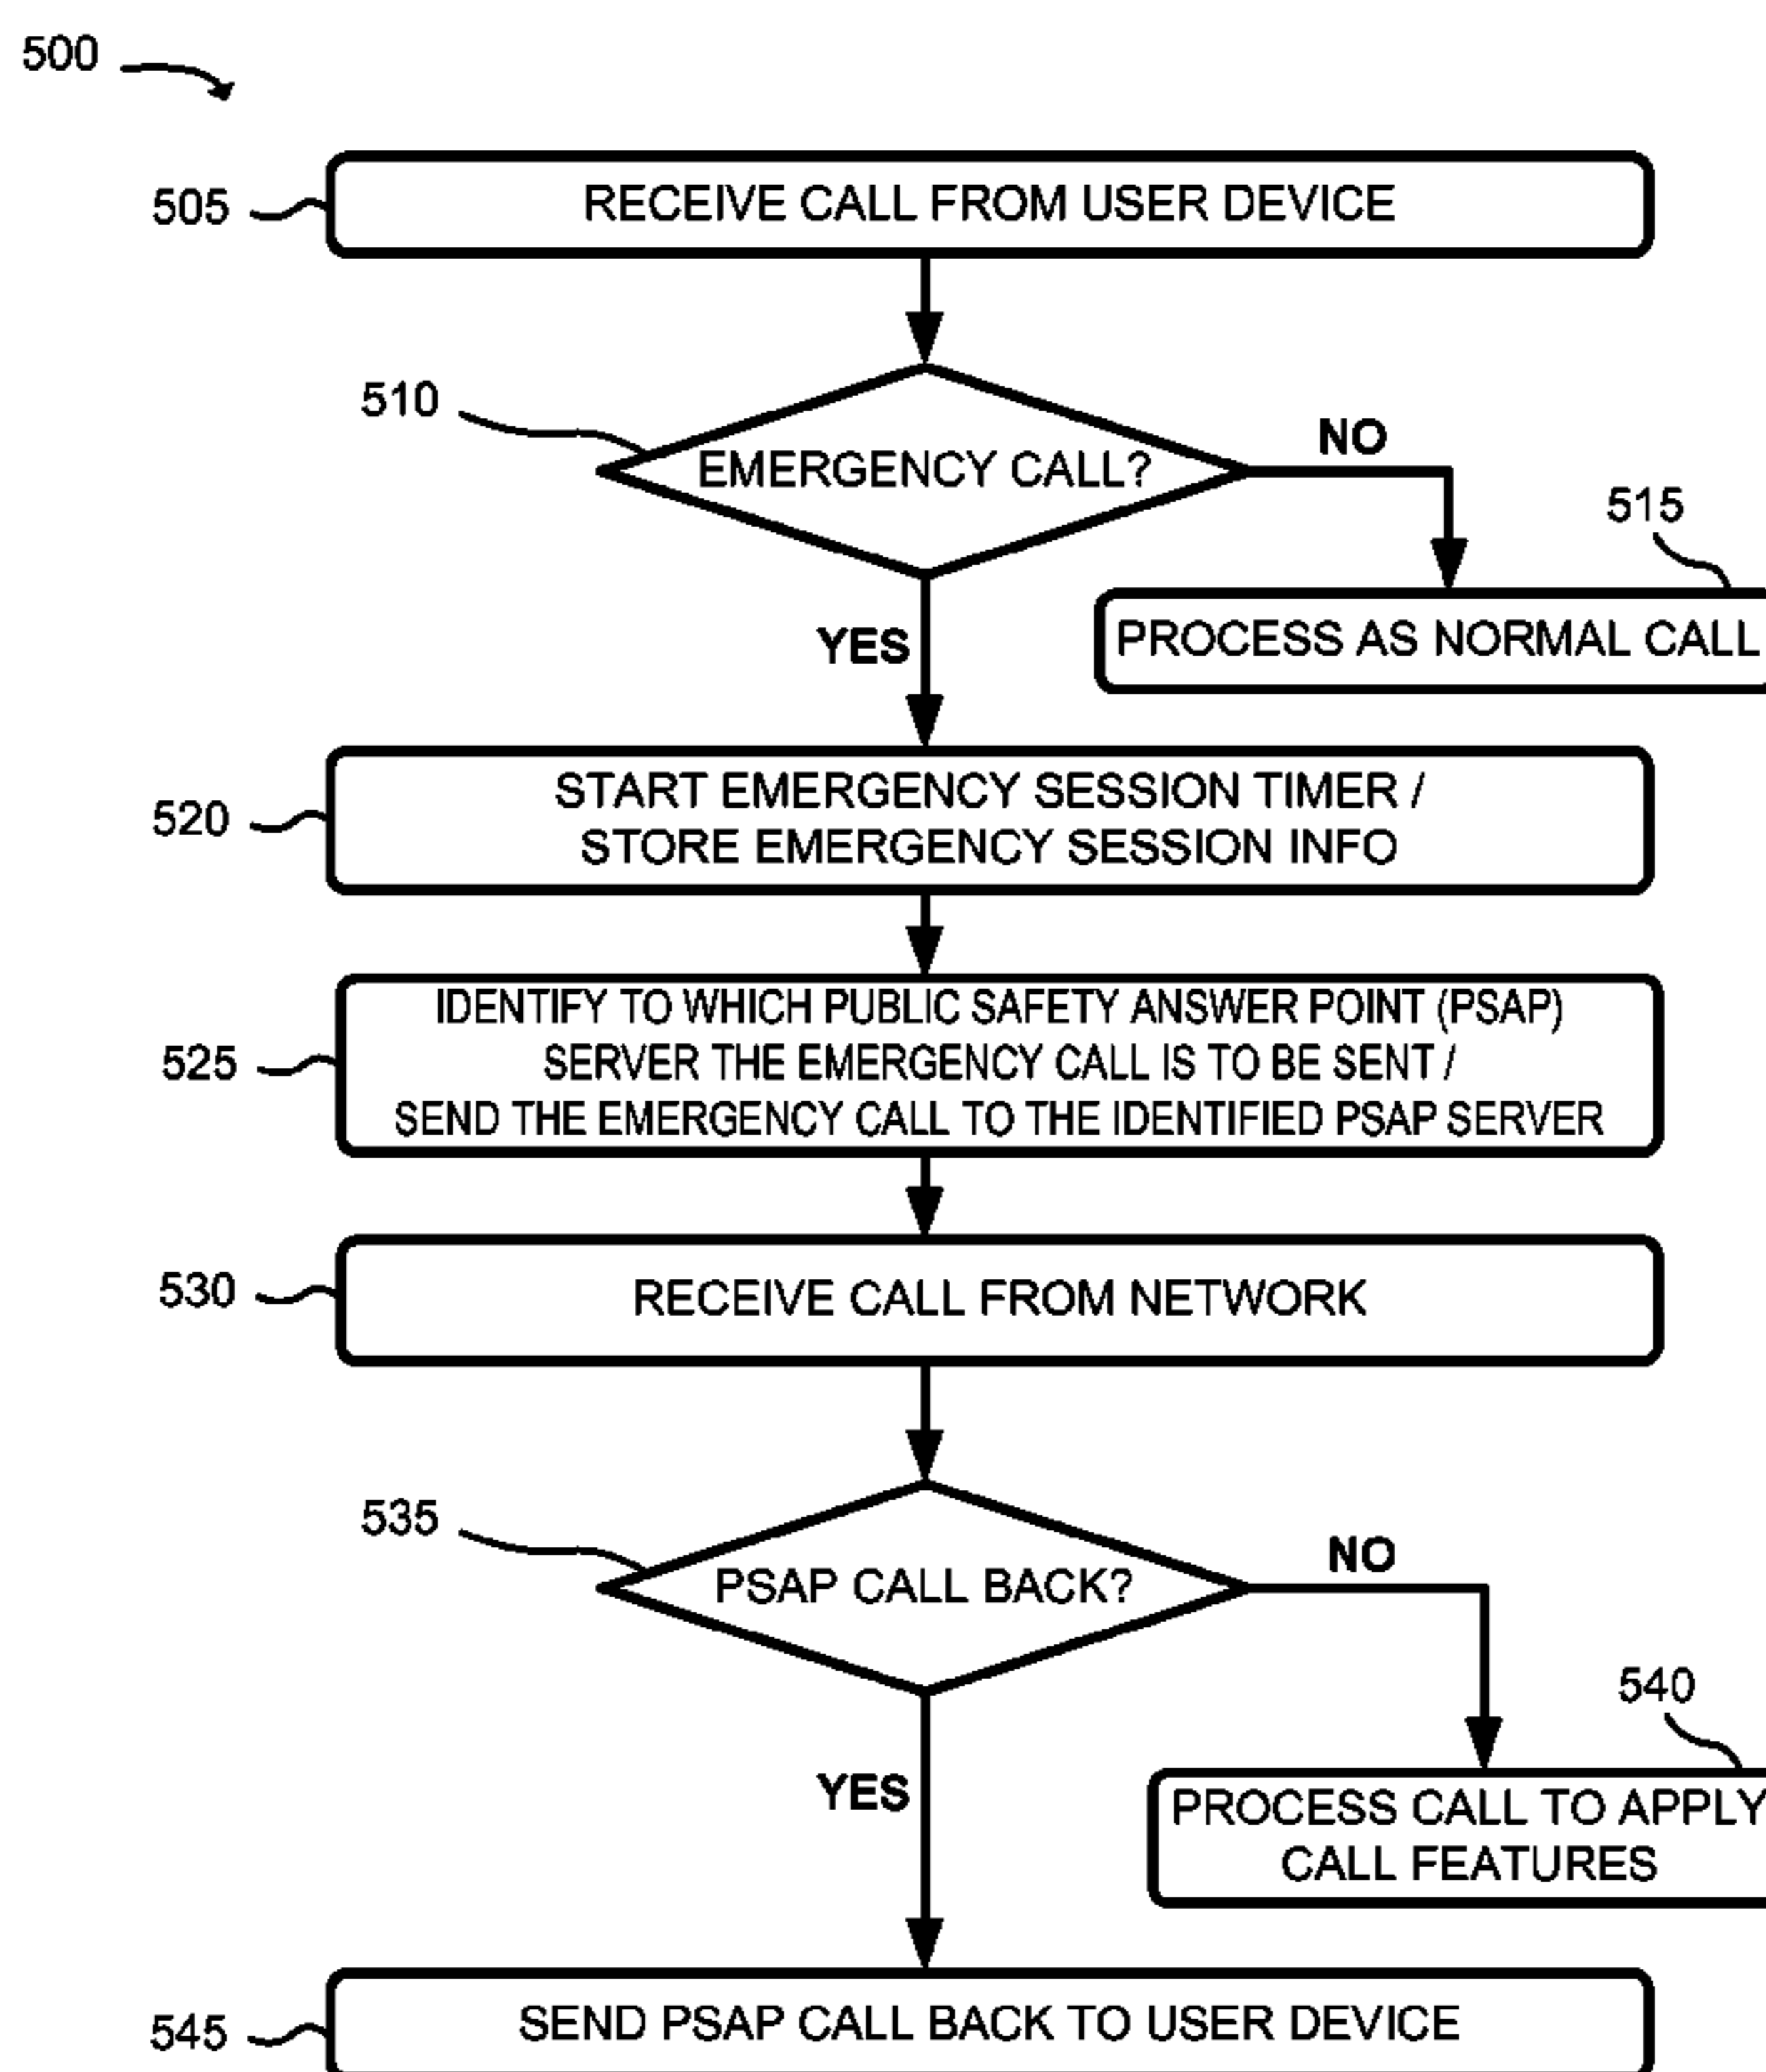 500
505
RECEIVE CALL FROM USER DEVICE
510
EMERGENCY CALL?
NO
515
PROCESS AS NORMAL CALL
YES
520
START EMERGENCY SESSION TIMER /
STORE EMERGENCY SESSION INFO
525
IDENTIFY TO WHICH PUBLIC SAFETY ANSWER POINT (PSAP)
SERVER THE EMERGENCY CALL IS TO BE SENT /
SEND THE EMERGENCY CALL TO THE IDENTIFIED PSAP SERVER
530
RECEIVE CALL FROM NETWORK
535
PSAP CALL BACK?
NO
540
PROCESS CALL TO APPLY
CALL FEATURES
YES
545
SEND PSAP CALL BACK TO USER DEVICE